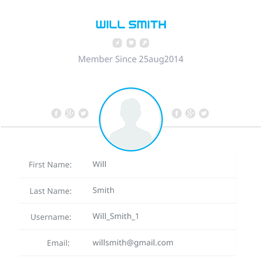 WILL SMITH
Member Since 25aug2014
First Name: Will
Last Name: Smith
Username: Will_Smith_1
Email: willsmith@gmail.com